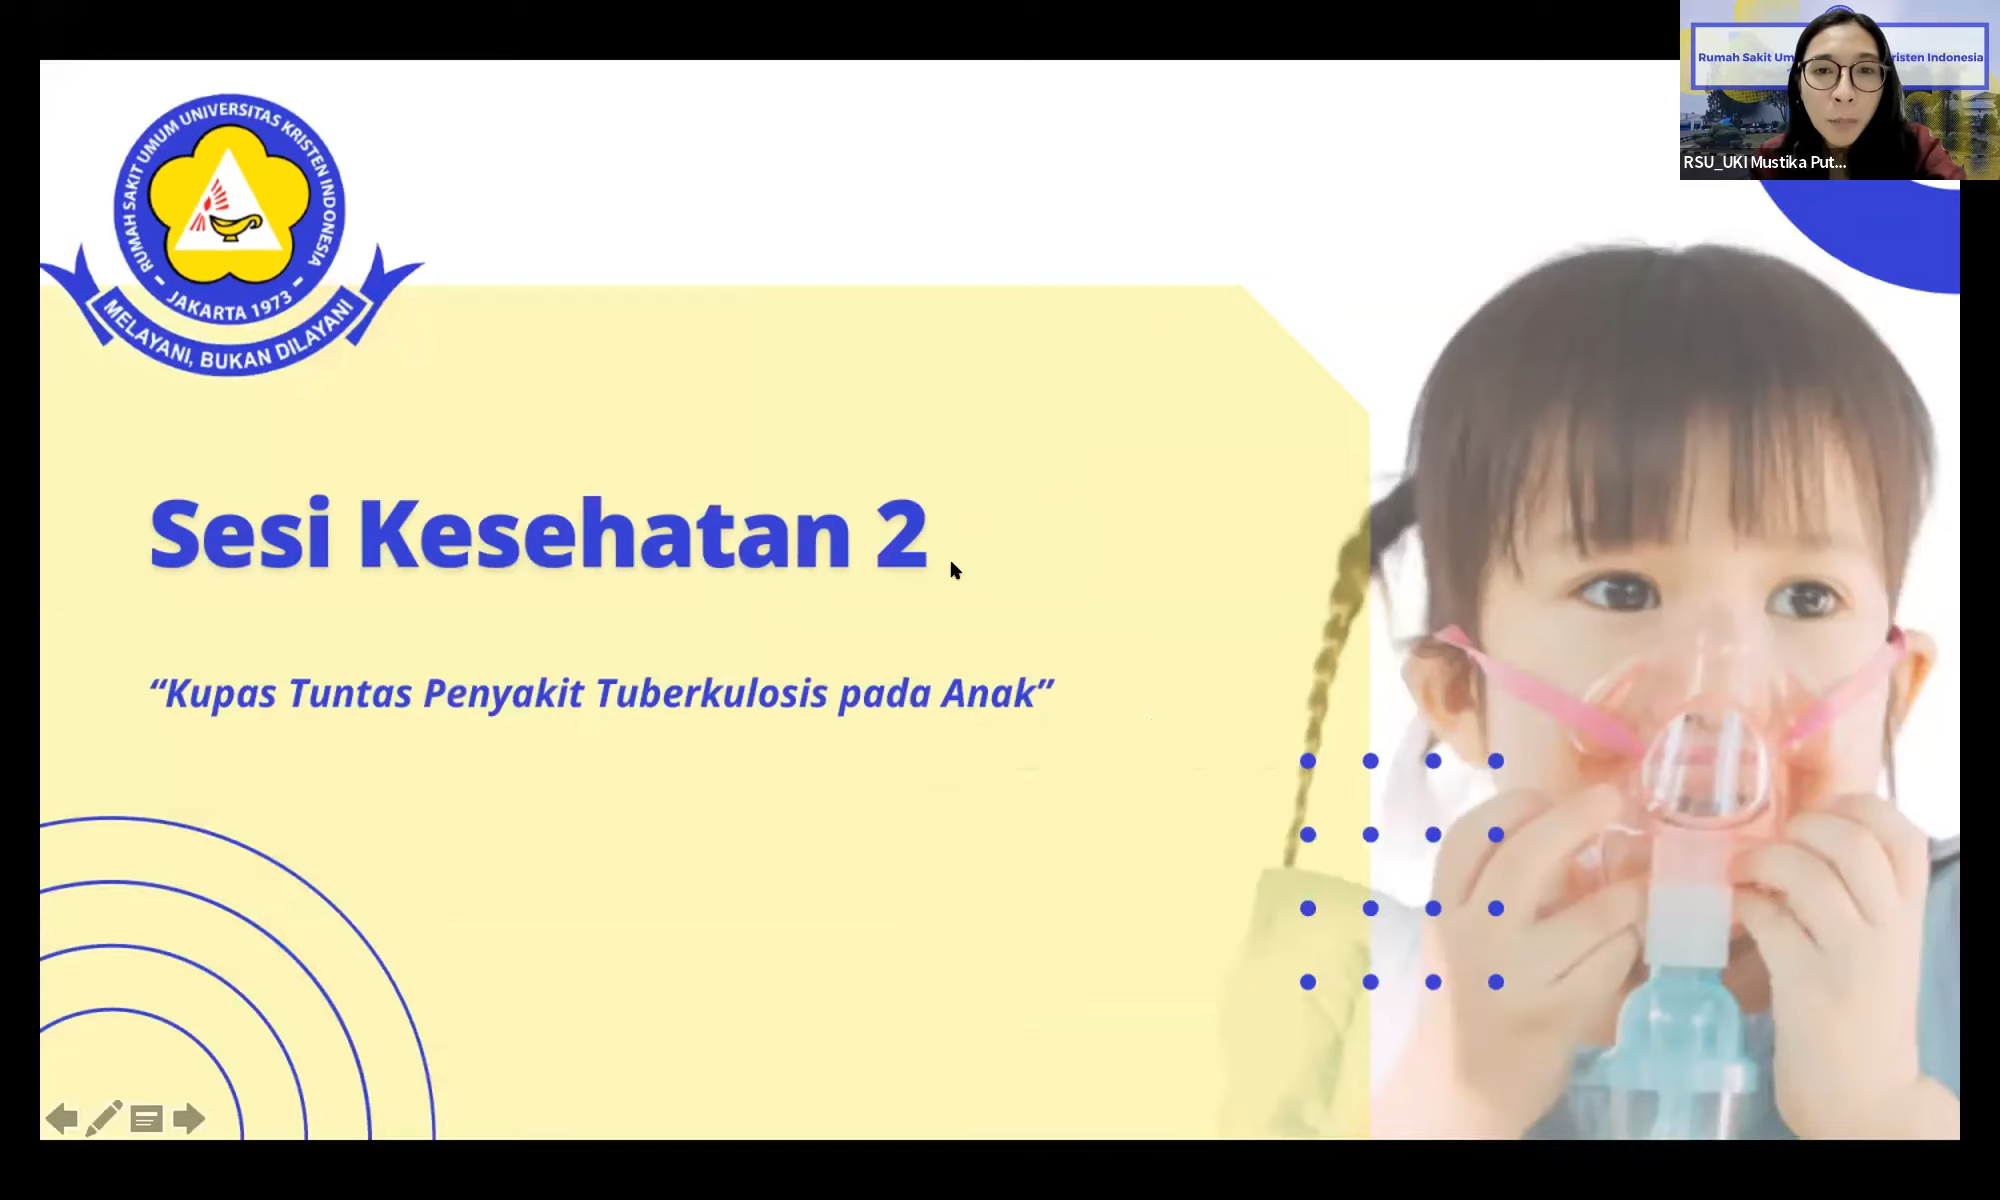 RUMAH SAKIT UMUM UNIVERSITAS KRISTEN INDONESIA
- JAKARTA 1973 -
MELAYANI, BUKAN DILAYANI
Rumah Sakit Um risten Indonesia
RSU_UKI Mustika Put...
Sesi Kesehatan 2
“Kupas Tuntas Penyakit Tuberkulosis pada Anak”